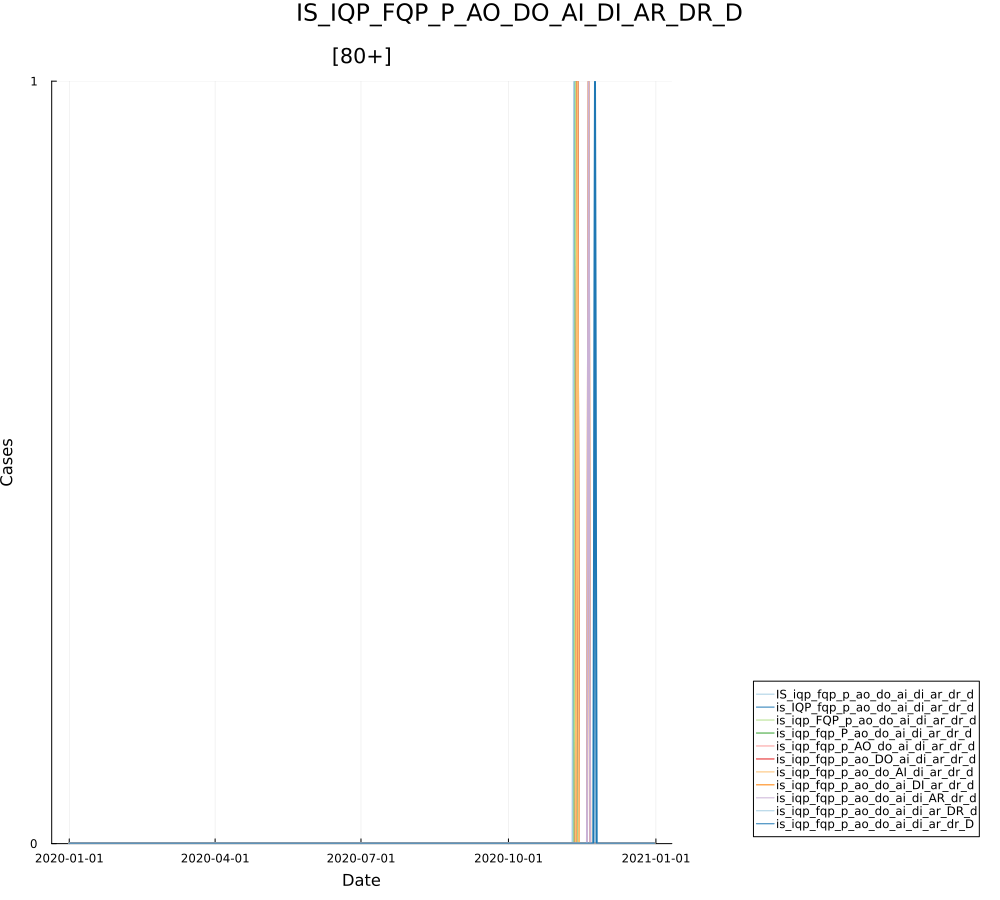 IS_IQP_FQP_P_AO_DO_AI_DI_AR_DR_D
[80+]
1
Cases
0
2020-01-01 2020-04-01 2020-07-01 2020-10-01 2021-01-01
Date
IS_iqp_fqp_p_ao_do_ai_di_ar_dr_d
is_IQP_fqp_p_ao_do_ai_di_ar_dr_d
is_iqp_FQP_p_ao_do_ai_di_ar_dr_d
is_iqp_fqp_P_ao_do_ai_di_ar_dr_d
is_iqp_fqp_p_AO_do_ai_di_ar_dr_d
is_iqp_fqp_p_ao_DO_ai_di_ar_dr_d
is_iqp_fqp_p_ao_do_AI_di_ar_dr_d
is_iqp_fqp_p_ao_do_ai_DI_ar_dr_d
is_iqp_fqp_p_ao_do_ai_di_AR_dr_d
is_iqp_fqp_p_ao_do_ai_di_ar_DR_d
is_iqp_fqp_p_ao_do_ai_di_ar_dr_D